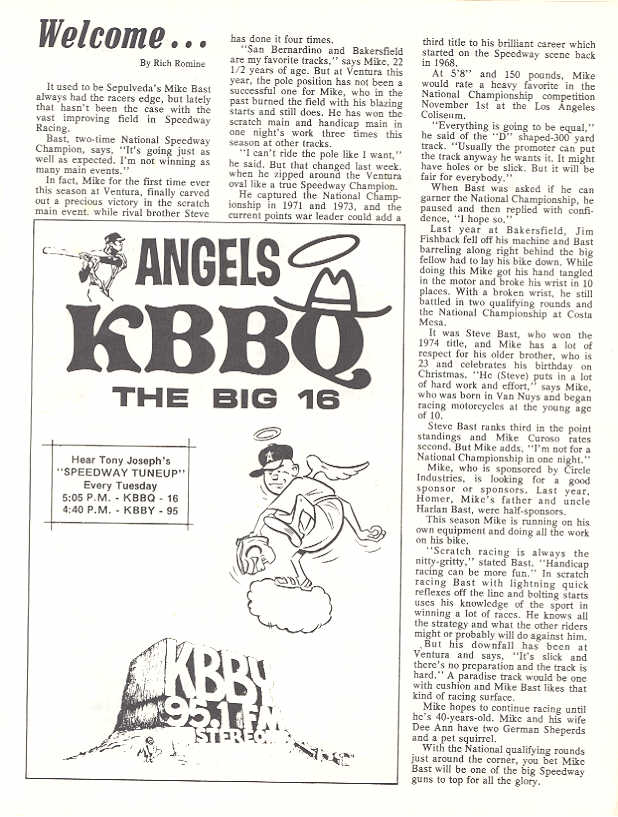 Welcome...
By Rich Romine
It used to be Sepulveda's Mike Bast
always had the racers edge, but lately
that hasn't been the case with the
vast improving field in Speedway
Racing.
Bast, two-time National Speedway
Champion, says, "It's going just as
well as expected. I'm not winning as
many main events."
In fact, Mike for the first time ever
this season at Ventura, finally carved
out a precious victory in the scratch
main event. while rival brother Steve
has done it four times.
"San Bernardino and Bakersfield
are my favorite tracks," says Mike, 22
1/2 years of age. But at Ventura this
year, the pole position has not been a
successful one for Mike, who in the
past burned the field with his blazing
starts and still does. He has won the
scratch main and handicap main in
one night's work three times this
season at other tracks.
"I can't ride the pole like I want,"
he said. But that changed last week.
when he zipped around the Ventura
oval like a true Speedway Champion.
He captured the National Champ-
ionship in 1971 and 1973, and the
current points war leader could add a
third title to his brilliant career which
started on the Speedway scene back
in 1968.
At 5'8" and 150 pounds, Mike
would rate a heavy favorite in the
National Championship competition
November 1st at the Los Angeles
Coliseum.
"Everything is going to be equal,"
he said of the "D" shaped-300 yard
track. "Usually the promoter can put
the track anyway he wants it. It might
have holes or be slick. But it will be
fair for everybody."
When Bast was asked if he can
garner the National Championship, he
paused and then replied with confi-
dence, "I hope so."
Last year at Bakersfield, Jim
Fishback fell off his machine and Bast
barreling along right behind the big
fellow had to lay his bike down. While
doing this Mike got his hand tangled
in the motor and broke his wrist in 10
places. With a broken wrist, he still
battled in two qualifying rounds and
the National Championship at Costa
Mesa.
It was Steve Bast, who won the
1974 title, and Mike has a lot of
respect for his older brother, who is
23 and celebrates his birthday on
Christmas. "He (Steve) puts in a lot
of hard work and effort," says Mike,
who was born in Van Nuys and began
racing motorcycles at the young age
of 10.
Steve Bast ranks third in the point
standings and Mike Curoso rates
second. But Mike adds, "I'm not for a
National Championship in one night."
Mike, who is sponsored by Circle
Industries, is looking for a good
sponsor or sponsors. Last year,
Homer, Mike's father and uncle
Harlan Bast, were half-sponsors.
This season Mike is running on his
own equipment and doing all the work
on his bike.
"Scratch racing is always the
nitty-gritty," stated Bast. "Handicap
racing can be more fun." In scratch
racing Bast with lightning quick
reflexes off the line and bolting starts
uses his knowledge of the sport in
winning a lot of races. He knows all
the strategy and what the other riders
might or probably will do against him.
But his downfall has been at
Ventura and says, "It's slick and
there's no preparation and the track is
hard." A paradise track would be one
with cushion and Mike Bast likes that
kind of racing surface.
Mike hopes to continue racing until
he's 40-years-old. Mike and his wife
Dee Ann have two German Sheperds
and a pet squirrel.
With the National qualifying rounds
just around the corner, you bet Mike
Bast will be one of the big Speedway
guns to top for all the glory.
ANGELS
KBBQ
THE BIG 16
Hear Tony Joseph's
"SPEEDWAY TUNEUP"
Every Tuesday
5:05 P.M. - KBBQ - 16
4:40 P.M. - KBBY - 95
A
KBBY
95.1 FM
STEREO